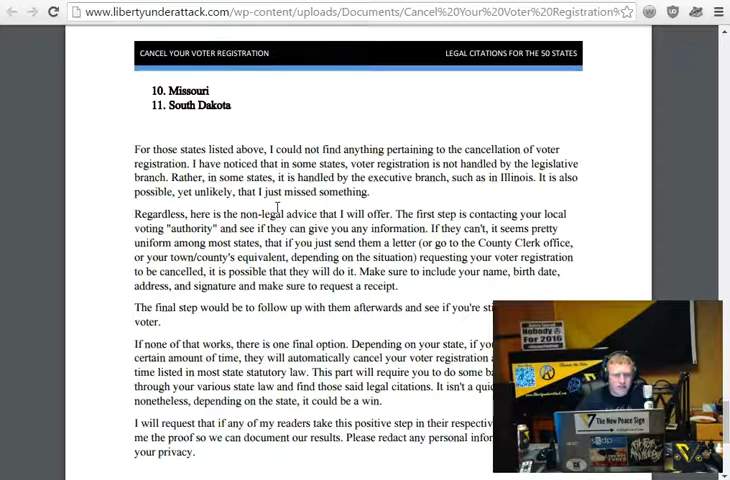 www.libertyunderattack.com/wp-content/uploads/Documents/Cancel%20Your%20Voter%20Registration%
CANCEL YOUR VOTER REGISTRATION LEGAL CITATIONS FOR THE 50 STATES
10. Missouri
11. South Dakota
For those states listed above, I could not find anything pertaining to the cancellation of voter
registration. I have noticed that in some states, voter registration is not handled by the legislative
branch. Rather, in some states, it is handled by the executive branch, such as in Illinois. It is also
possible, yet unlikely, that I just missed something.
Regardless, here is the non-legal advice that I will offer. The first step is contacting your local
voting "authority" and see if they can give you any information. If they can't, it seems pretty
uniform among most states, that if you just send them a letter (or go to the County Clerk office,
or your town/county's equivalent, depending on the situation) requesting your voter registration
to be cancelled, it is possible that they will do it. Make sure to include your name, birth date,
address, and signature and make sure to request a receipt.
The final step would be to follow up with them afterwards and see if you're sti
voter.
If none of that works, there is one final option. Depending on your state, if you
certain amount of time, they will automatically cancel your voter registration
time listed in most state statutory law. This part will require you to do some ba
through your various state law and find those said legal citations. It isn't a quic
nonetheless, depending on the state, it could be a win.
I will request that if any of my readers take this positive step in their respectiv
me the proof so we can document our results. Please redact any personal infor
your privacy.
Nobody
For 2016
The New Peace Sign